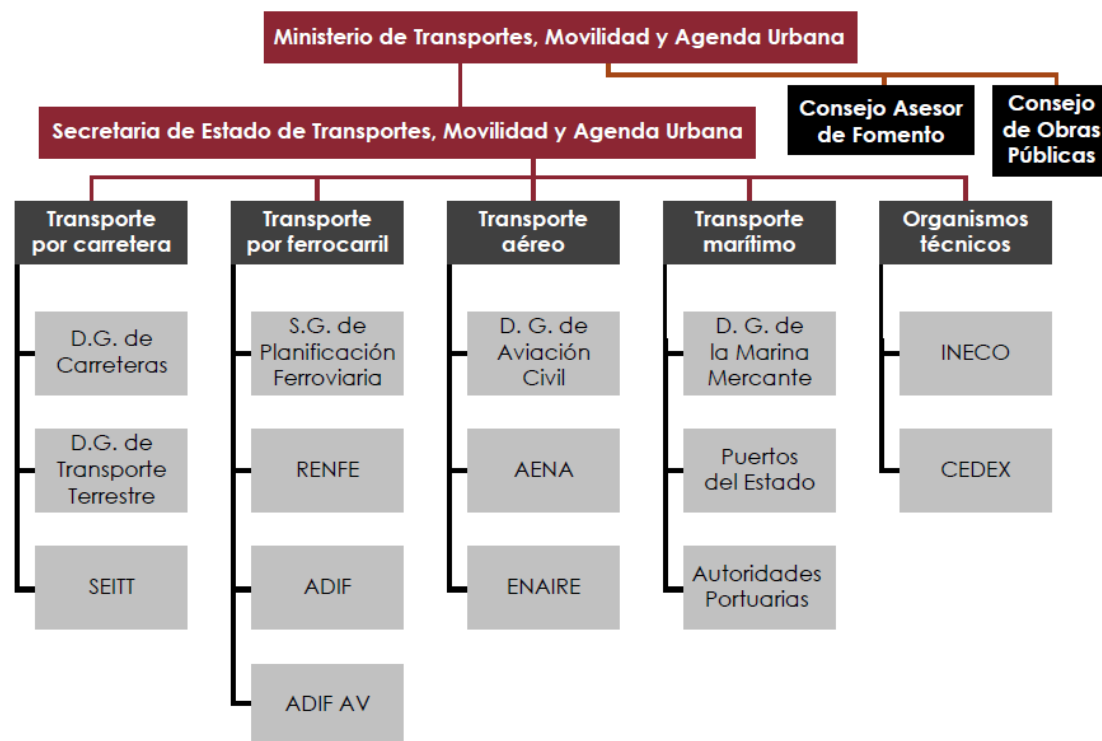 Ministerio de Transportes, Movilidad y Agenda Urbana
Consejo Asesor
de Fomento
Consejo
de Obras
Públicas
Secretaria de Estado de Transportes, Movilidad y Agenda Urbana
Transporte
por carretera
Transporte
por ferrocarril
Transporte
aéreo
Transporte
marítimo
Organismos
técnicos
D.G. de
Carreteras
S.G. de
Planificación
Ferroviaria
D. G. de
Aviación
Civil
D. G. de
la Marina
Mercante
INECO
D.G. de
Transporte
Terrestre
RENFE
AENA
Puertos
del Estado
CEDEX
SEITT
ADIF
ENAIRE
Autoridades
Portuarias
ADIF AV